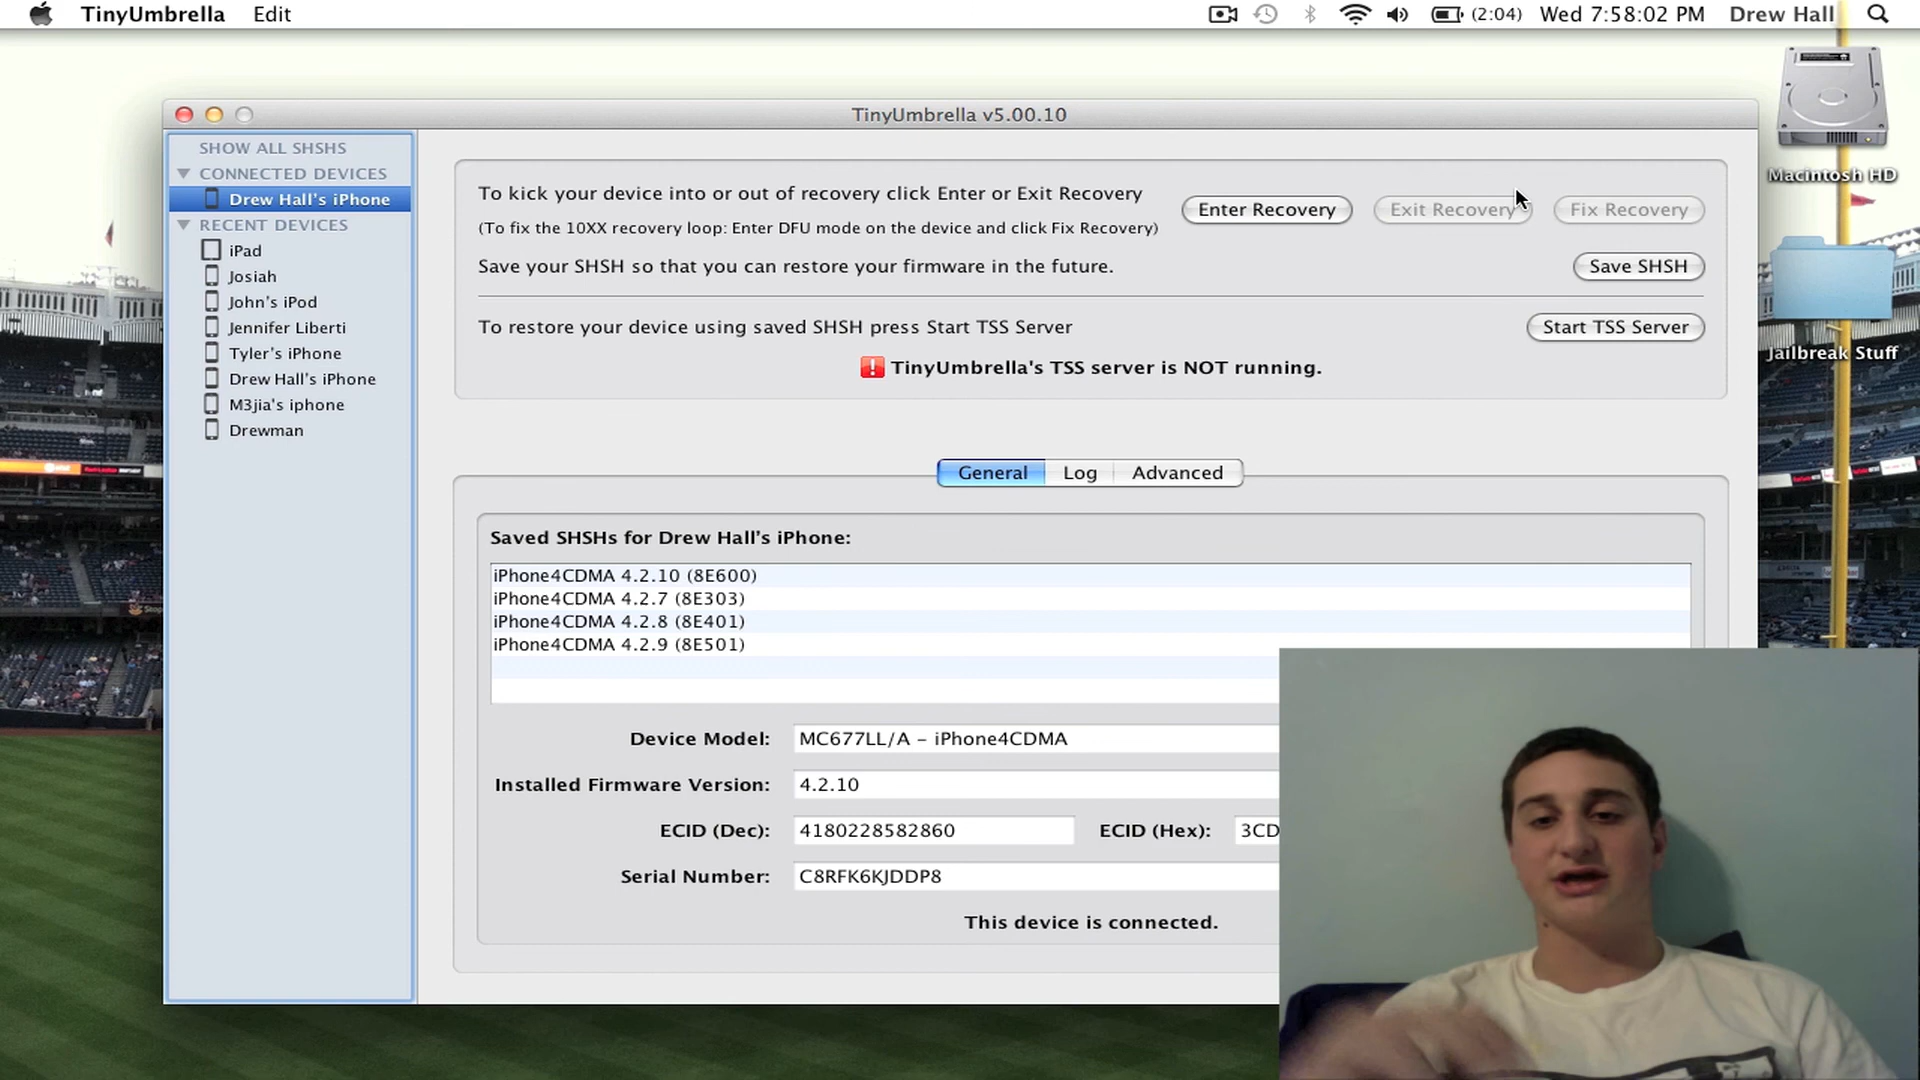 TinyUmbrella Edit (2:04) Wed 7:58:02 PM Drew Hall
TinyUmbrella v5.00.10
SHOW ALL SHSHS
CONNECTED DEVICES
Drew Hall's iPhone
RECENT DEVICES
iPad
Josiah
John's iPod
Jennifer Liberti
Tyler's iPhone
Drew Hall's iPhone
M3jia's iphone
Drewman
To kick your device into or out of recovery click Enter or Exit Recovery
(To fix the 10XX recovery loop: Enter DFU mode on the device and click Fix Recovery)
Enter Recovery Exit Recovery Fix Recovery
Save your SHSH so that you can restore your firmware in the future.
Save SHSH
To restore your device using saved SHSH press Start TSS Server
Start TSS Server
TinyUmbrella's TSS server is NOT running.
General Log Advanced
Saved SHSHs for Drew Hall's iPhone:
iPhone4CDMA 4.2.10 (8E600)
iPhone4CDMA 4.2.7 (8E303)
iPhone4CDMA 4.2.8 (8E401)
iPhone4CDMA 4.2.9 (8E501)
Device Model: MC677LL/A - iPhone4CDMA
Installed Firmware Version: 4.2.10
ECID (Dec): 4180228582860 ECID (Hex): 3CD
Serial Number: C8RFK6KJDDP8
This device is connected.
Macintosh HD
Jailbreak Stuff